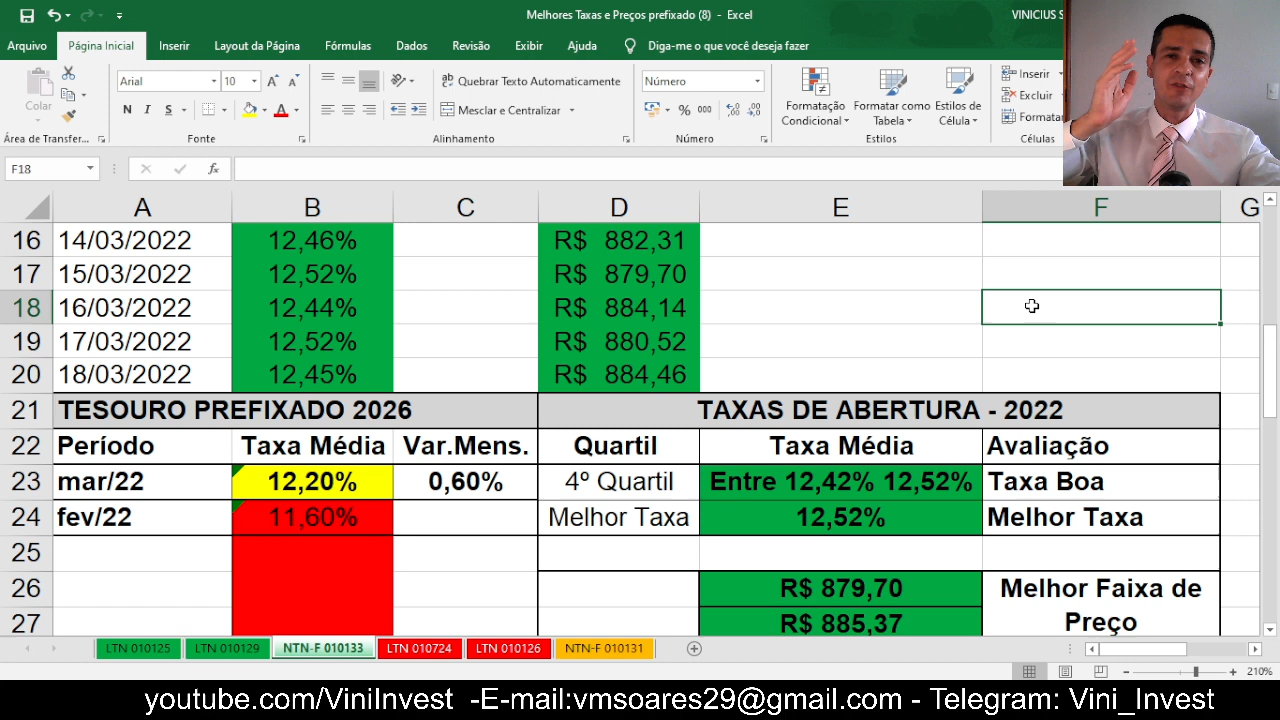 Melhores Taxas e Preços prefixado (8) - Excel
VINICIUS S
Arquivo Página Inicial Inserir Layout da Página Fórmulas Dados Revisão Exibir Ajuda Diga-me o que você deseja fazer
Colar
Arial 10
Quebrar Texto Automaticamente
Número
Inserir
Excluir
N I S
Mesclar e Centralizar
% 000
Formatação Condicional
Formatar como Tabela
Estilos de Célula
Formatar
Área de Transfer... Fonte Alinhamento Número Estilos Células
F18 fx
A B C D E F G
16 14/03/2022 12,46% R$ 882,31
17 15/03/2022 12,52% R$ 879,70
18 16/03/2022 12,44% R$ 884,14
19 17/03/2022 12,52% R$ 880,52
20 18/03/2022 12,45% R$ 884,46
21 TESOURO PREFIXADO 2026 TAXAS DE ABERTURA - 2022
22 Período Taxa Média Var.Mens. Quartil Taxa Média Avaliação
23 mar/22 12,20% 0,60% 4º Quartil Entre 12,42% 12,52% Taxa Boa
24 fev/22 11,60% Melhor Taxa 12,52% Melhor Taxa
25
26 R$ 879,70 Melhor Faixa de
27 R$ 885,37 Preço
LTN 010125 LTN 010129 NTN-F 010133 LTN 010724 LTN 010126 NTN-F 010131
210%
youtube.com/ViniInvest -E-mail:vmsoares29@gmail.com - Telegram: Vini_Invest